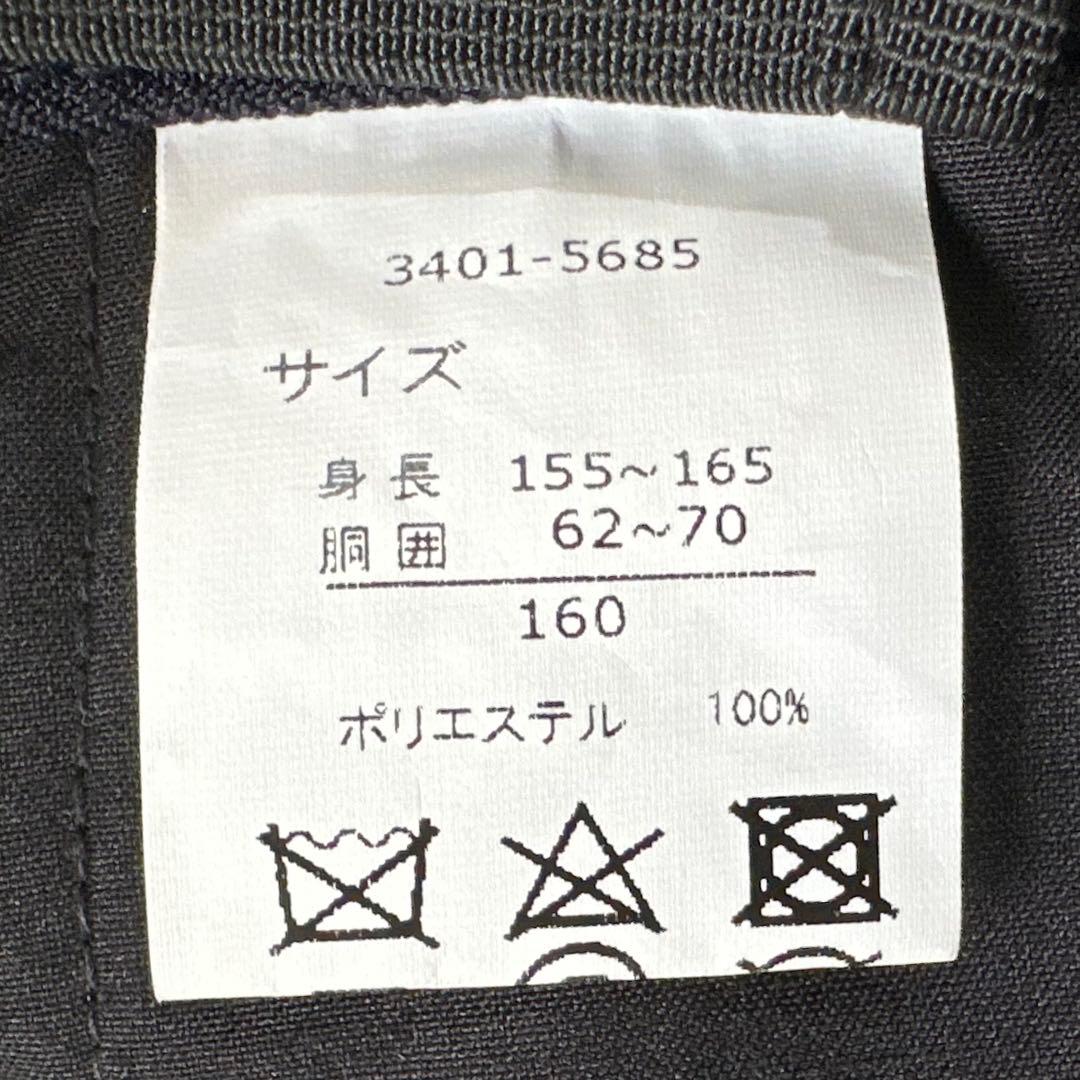 3401-5685
サイズ
身長 155~165
胴囲 62~70
160
ポリエステル 100%